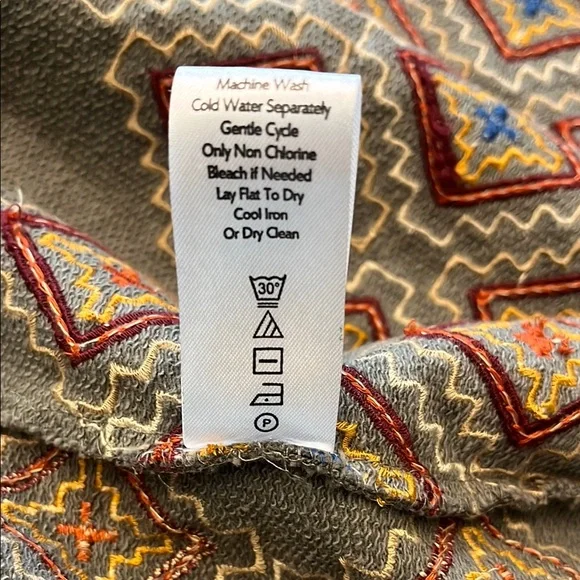 Machine Wash
Cold Water Separately
Gentle Cycle
Only Non Chlorine
Bleach if Needed
Lay Flat To Dry
Cool Iron
Or Dry Clean
30°
P